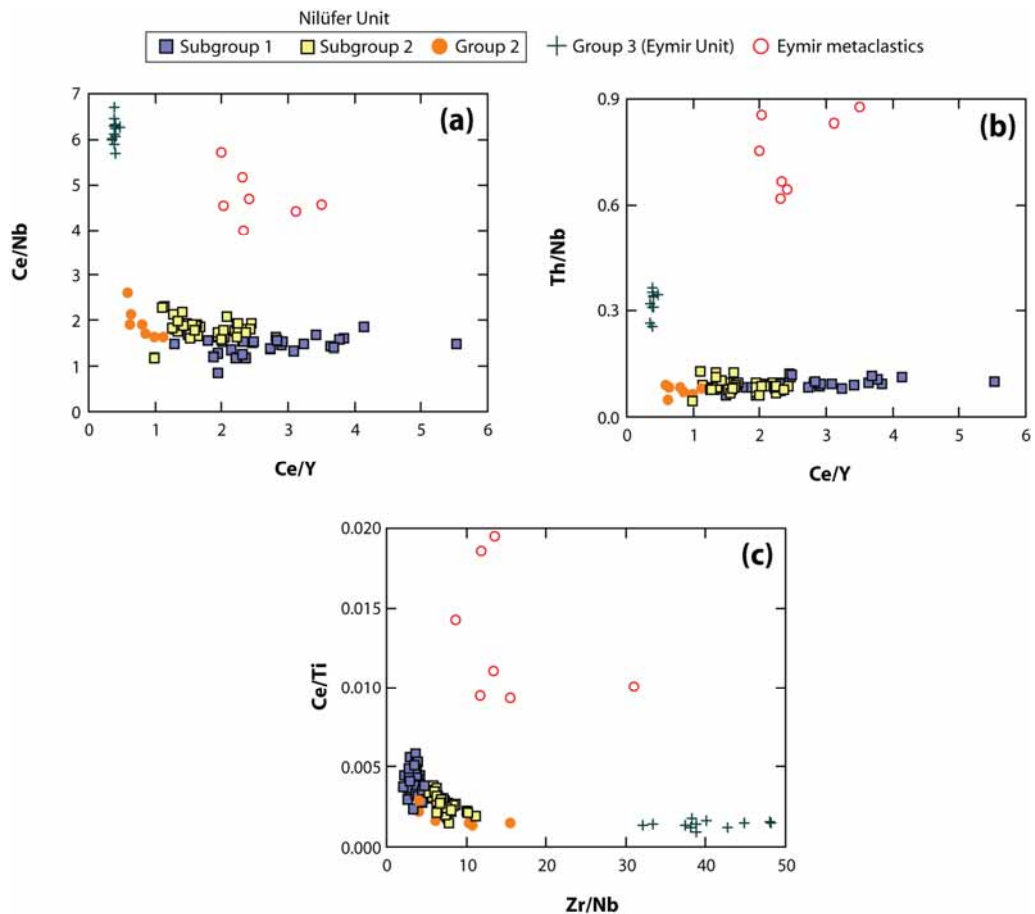 Nilüfer Unit
Subgroup 1 Subgroup 2 Group 2 Group 3 (Eymir Unit) Eymir metaclastics
(a)
7
6
5
4
3
2
1
0
Ce/Nb
0 1 2 3 4 5 6
Ce/Y
(b)
0.9
0.6
0.3
0.0
Th/Nb
0 1 2 3 4 5 6
Ce/Y
(c)
0.020
0.015
0.010
0.005
0.000
Ce/Ti
0 10 20 30 40 50
Zr/Nb